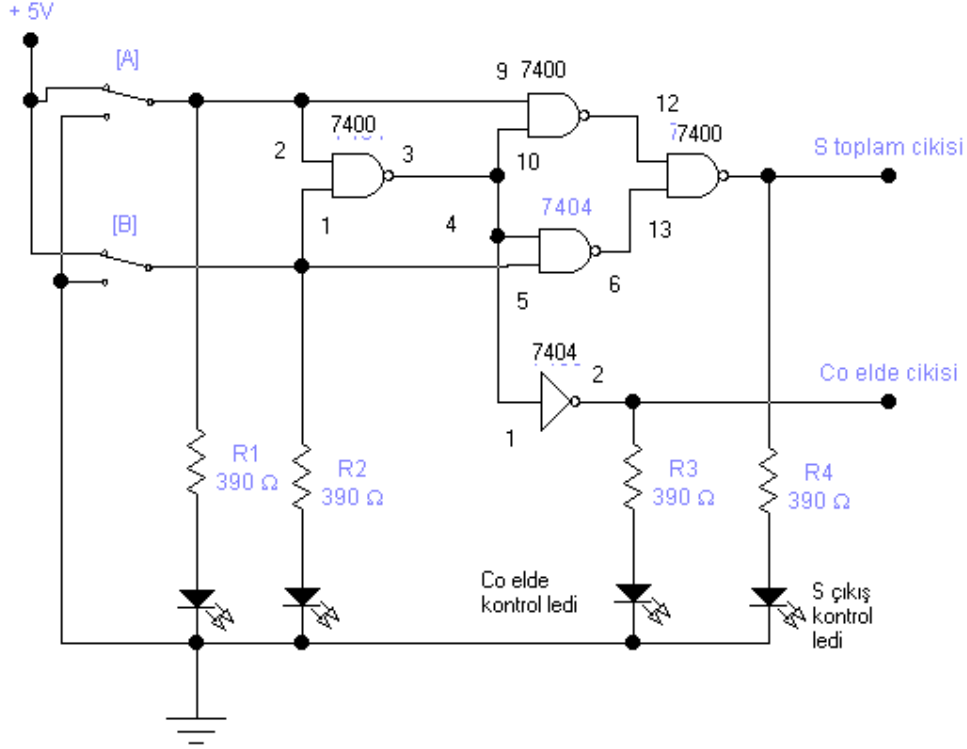 + 5V
[A]
9 7400
12
7400
7400
2
3
10
S toplam cikisi
[B]
1
4
7404
13
5
6
7404
2
Co elde cikisi
1
R1
390 Ω
R2
390 Ω
R3
390 Ω
R4
390 Ω
Co elde
kontrol ledi
S çıkış
kontrol
ledi